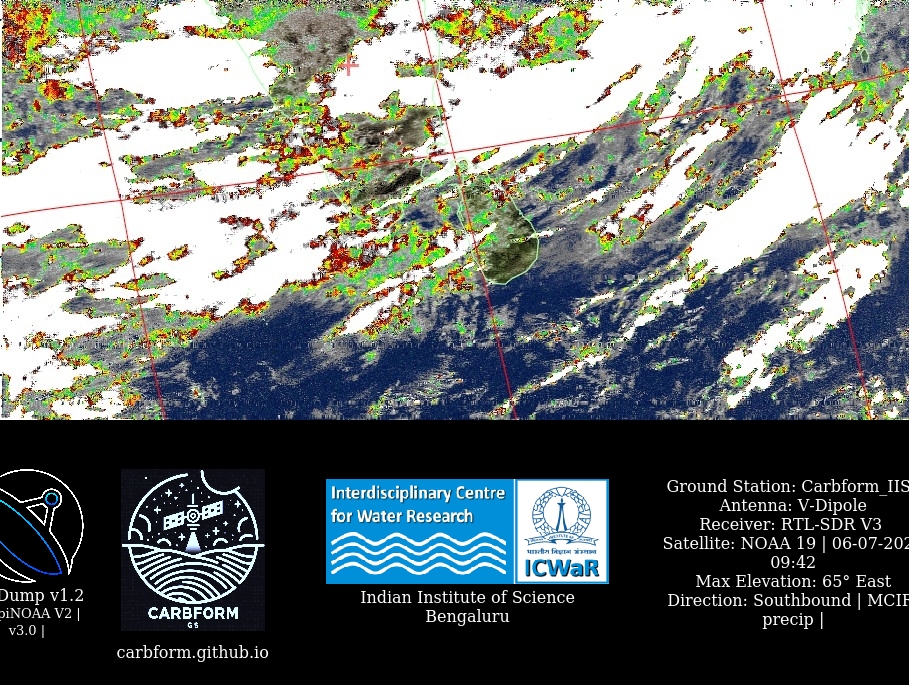 Dump v1.2
piNOAA V2 |
v3.0 |
CARBFORM
GS
carbform.github.io
Interdisciplinary Centre
for Water Research
भारतीय विज्ञान संस्थान
ICWaR
Indian Institute of Science
Bengaluru
Ground Station: Carbform_IIS
Antenna: V-Dipole
Receiver: RTL-SDR V3
Satellite: NOAA 19 | 06-07-202
09:42
Max Elevation: 65° East
Direction: Southbound | MCIR
precip |